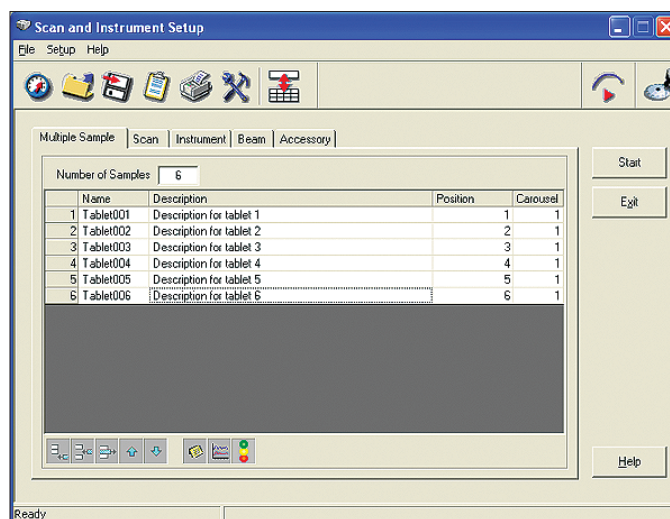 Scan and Instrument Setup
File Setup Help
Multiple Sample Scan Instrument Beam Accessory
Number of Samples 6
Name Description Position Carousel
1 Tablet001 Description for tablet 1 1 1
2 Tablet002 Description for tablet 2 2 1
3 Tablet003 Description for tablet 3 3 1
4 Tablet004 Description for tablet 4 4 1
5 Tablet005 Description for tablet 5 5 1
6 Tablet006 Description for tablet 6 6 1
Start
Exit
Help
Ready